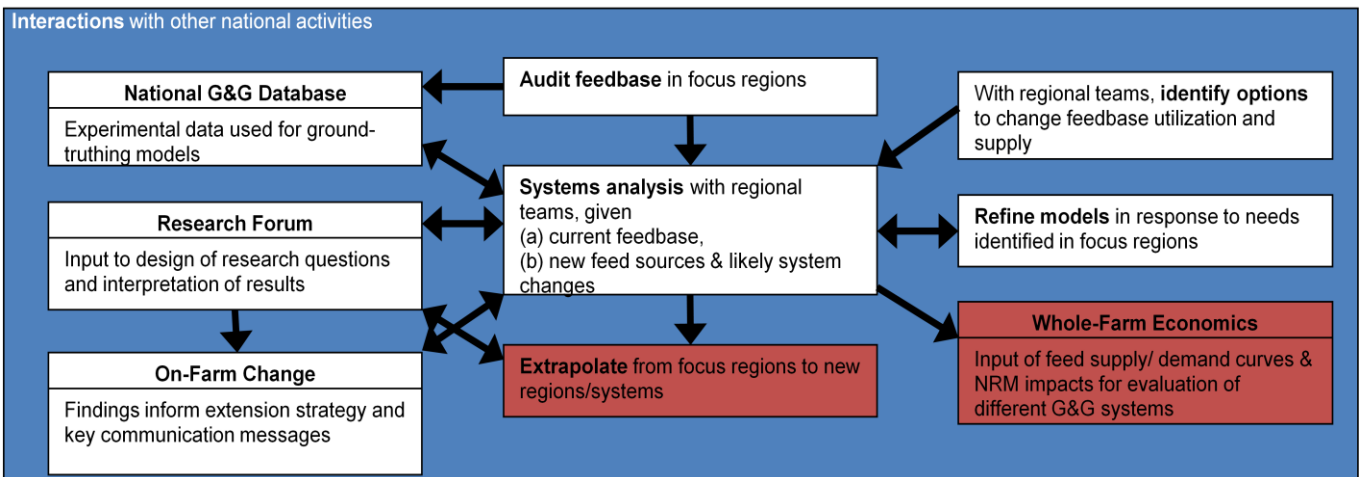 Interactions with other national activities
National G&G Database
Experimental data used for ground-
truthing models
Research Forum
Input to design of research questions
and interpretation of results
On-Farm Change
Findings inform extension strategy and
key communication messages
Audit feedbase in focus regions
Systems analysis with regional
teams, given
(a) current feedbase,
(b) new feed sources & likely system
changes
Extrapolate from focus regions to new
regions/systems
With regional teams, identify options
to change feedbase utilization and
supply
Refine models in response to needs
identified in focus regions
Whole-Farm Economics
Input of feed supply/ demand curves &
NRM impacts for evaluation of
different G&G systems